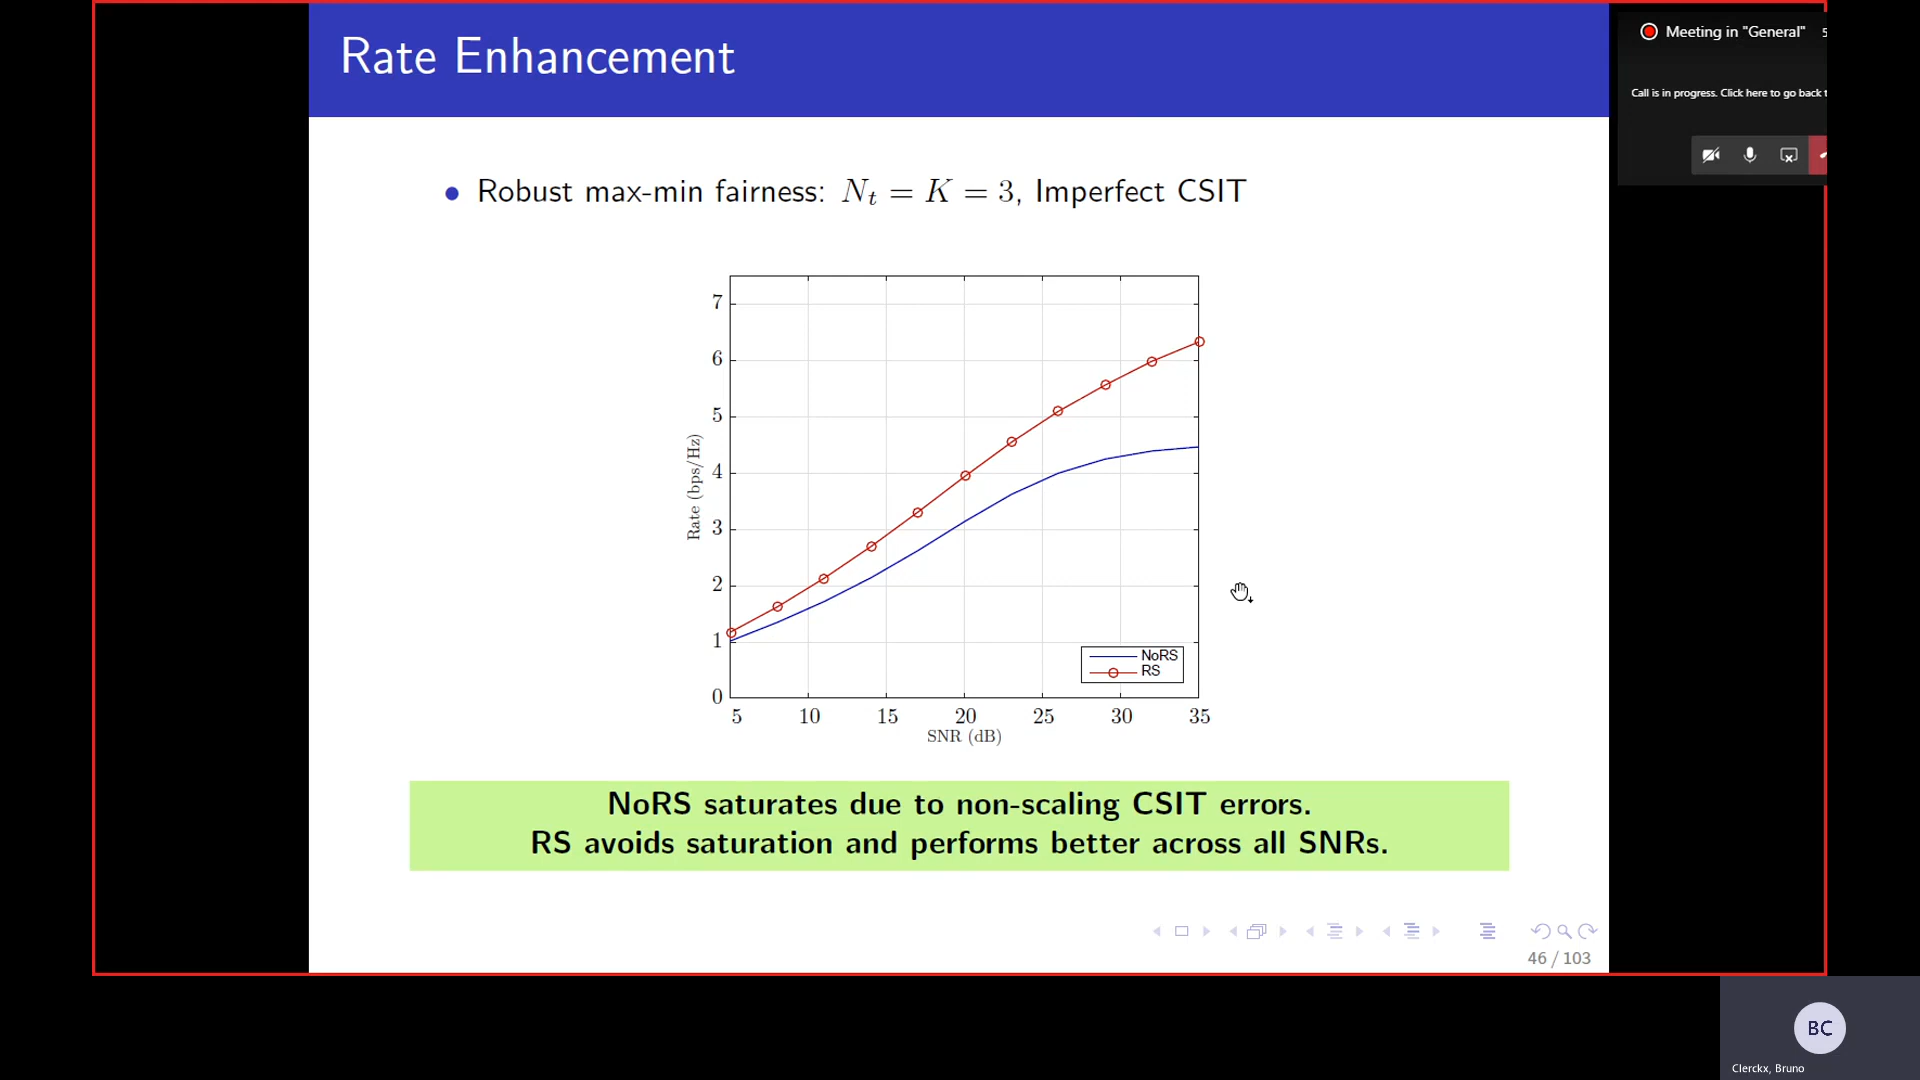 Rate Enhancement
Meeting in "General"
Call is in progress. Click here to go back
• Robust max-min fairness: N_t = K = 3, Imperfect CSIT
7
6
5
4
3
2
1
0
Rate (bps/Hz)
NoRS
RS
5 10 15 20 25 30 35
SNR (dB)
NoRS saturates due to non-scaling CSIT errors.
RS avoids saturation and performs better across all SNRs.
46 / 103
BC
Clerckx, Bruno